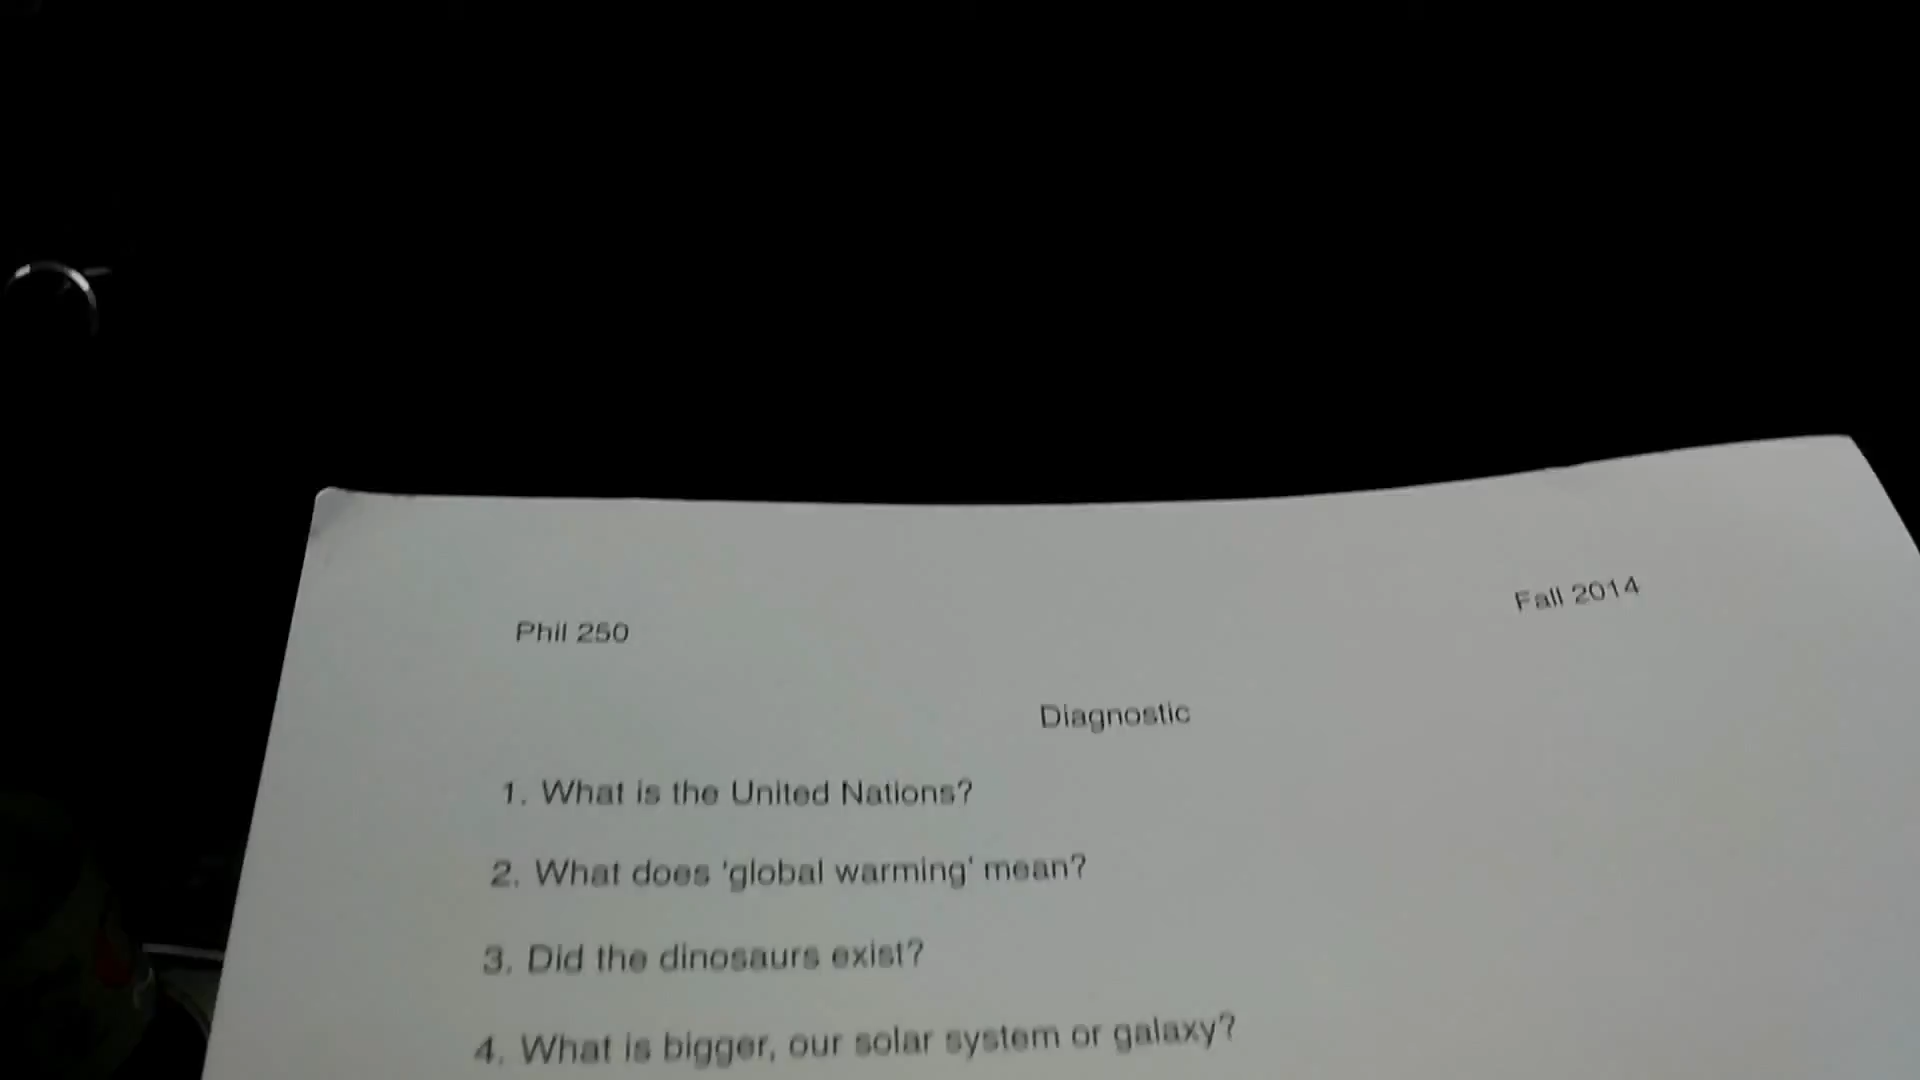 Phil 250
Fall 2014
Diagnostic
1. What is the United Nations?
2. What does 'global warming' mean?
3. Did the dinosaurs exist?
4. What is bigger, our solar system or galaxy?